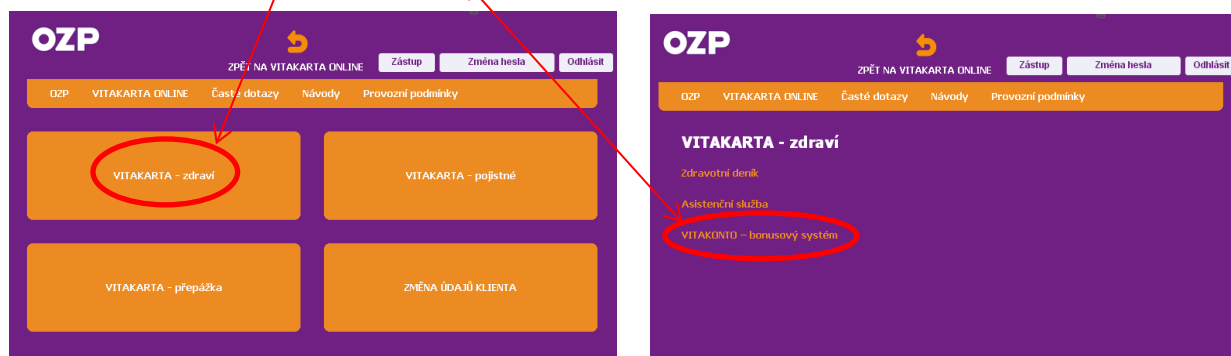 OZP
ZPĚT NA VITAKARTA ONLINE
Zástup
Změna hesla
Odhlásit
OZP VITAKARTA ONLINE Časté dotazy Návody Provozní podmínky
VITAKARTA - zdraví
VITAKARTA - pojistné
VITAKARTA - přepážka
ZMĚNA ÚDAJŮ KLIENTA
OZP
ZPĚT NA VITAKARTA ONLINE
Zástup
Změna hesla
Odhlásit
OZP VITAKARTA ONLINE Časté dotazy Návody Provozní podmínky
VITAKARTA - zdraví
Zdravotní deník
Asistenční služba
VITAKONTO – bonusový systém